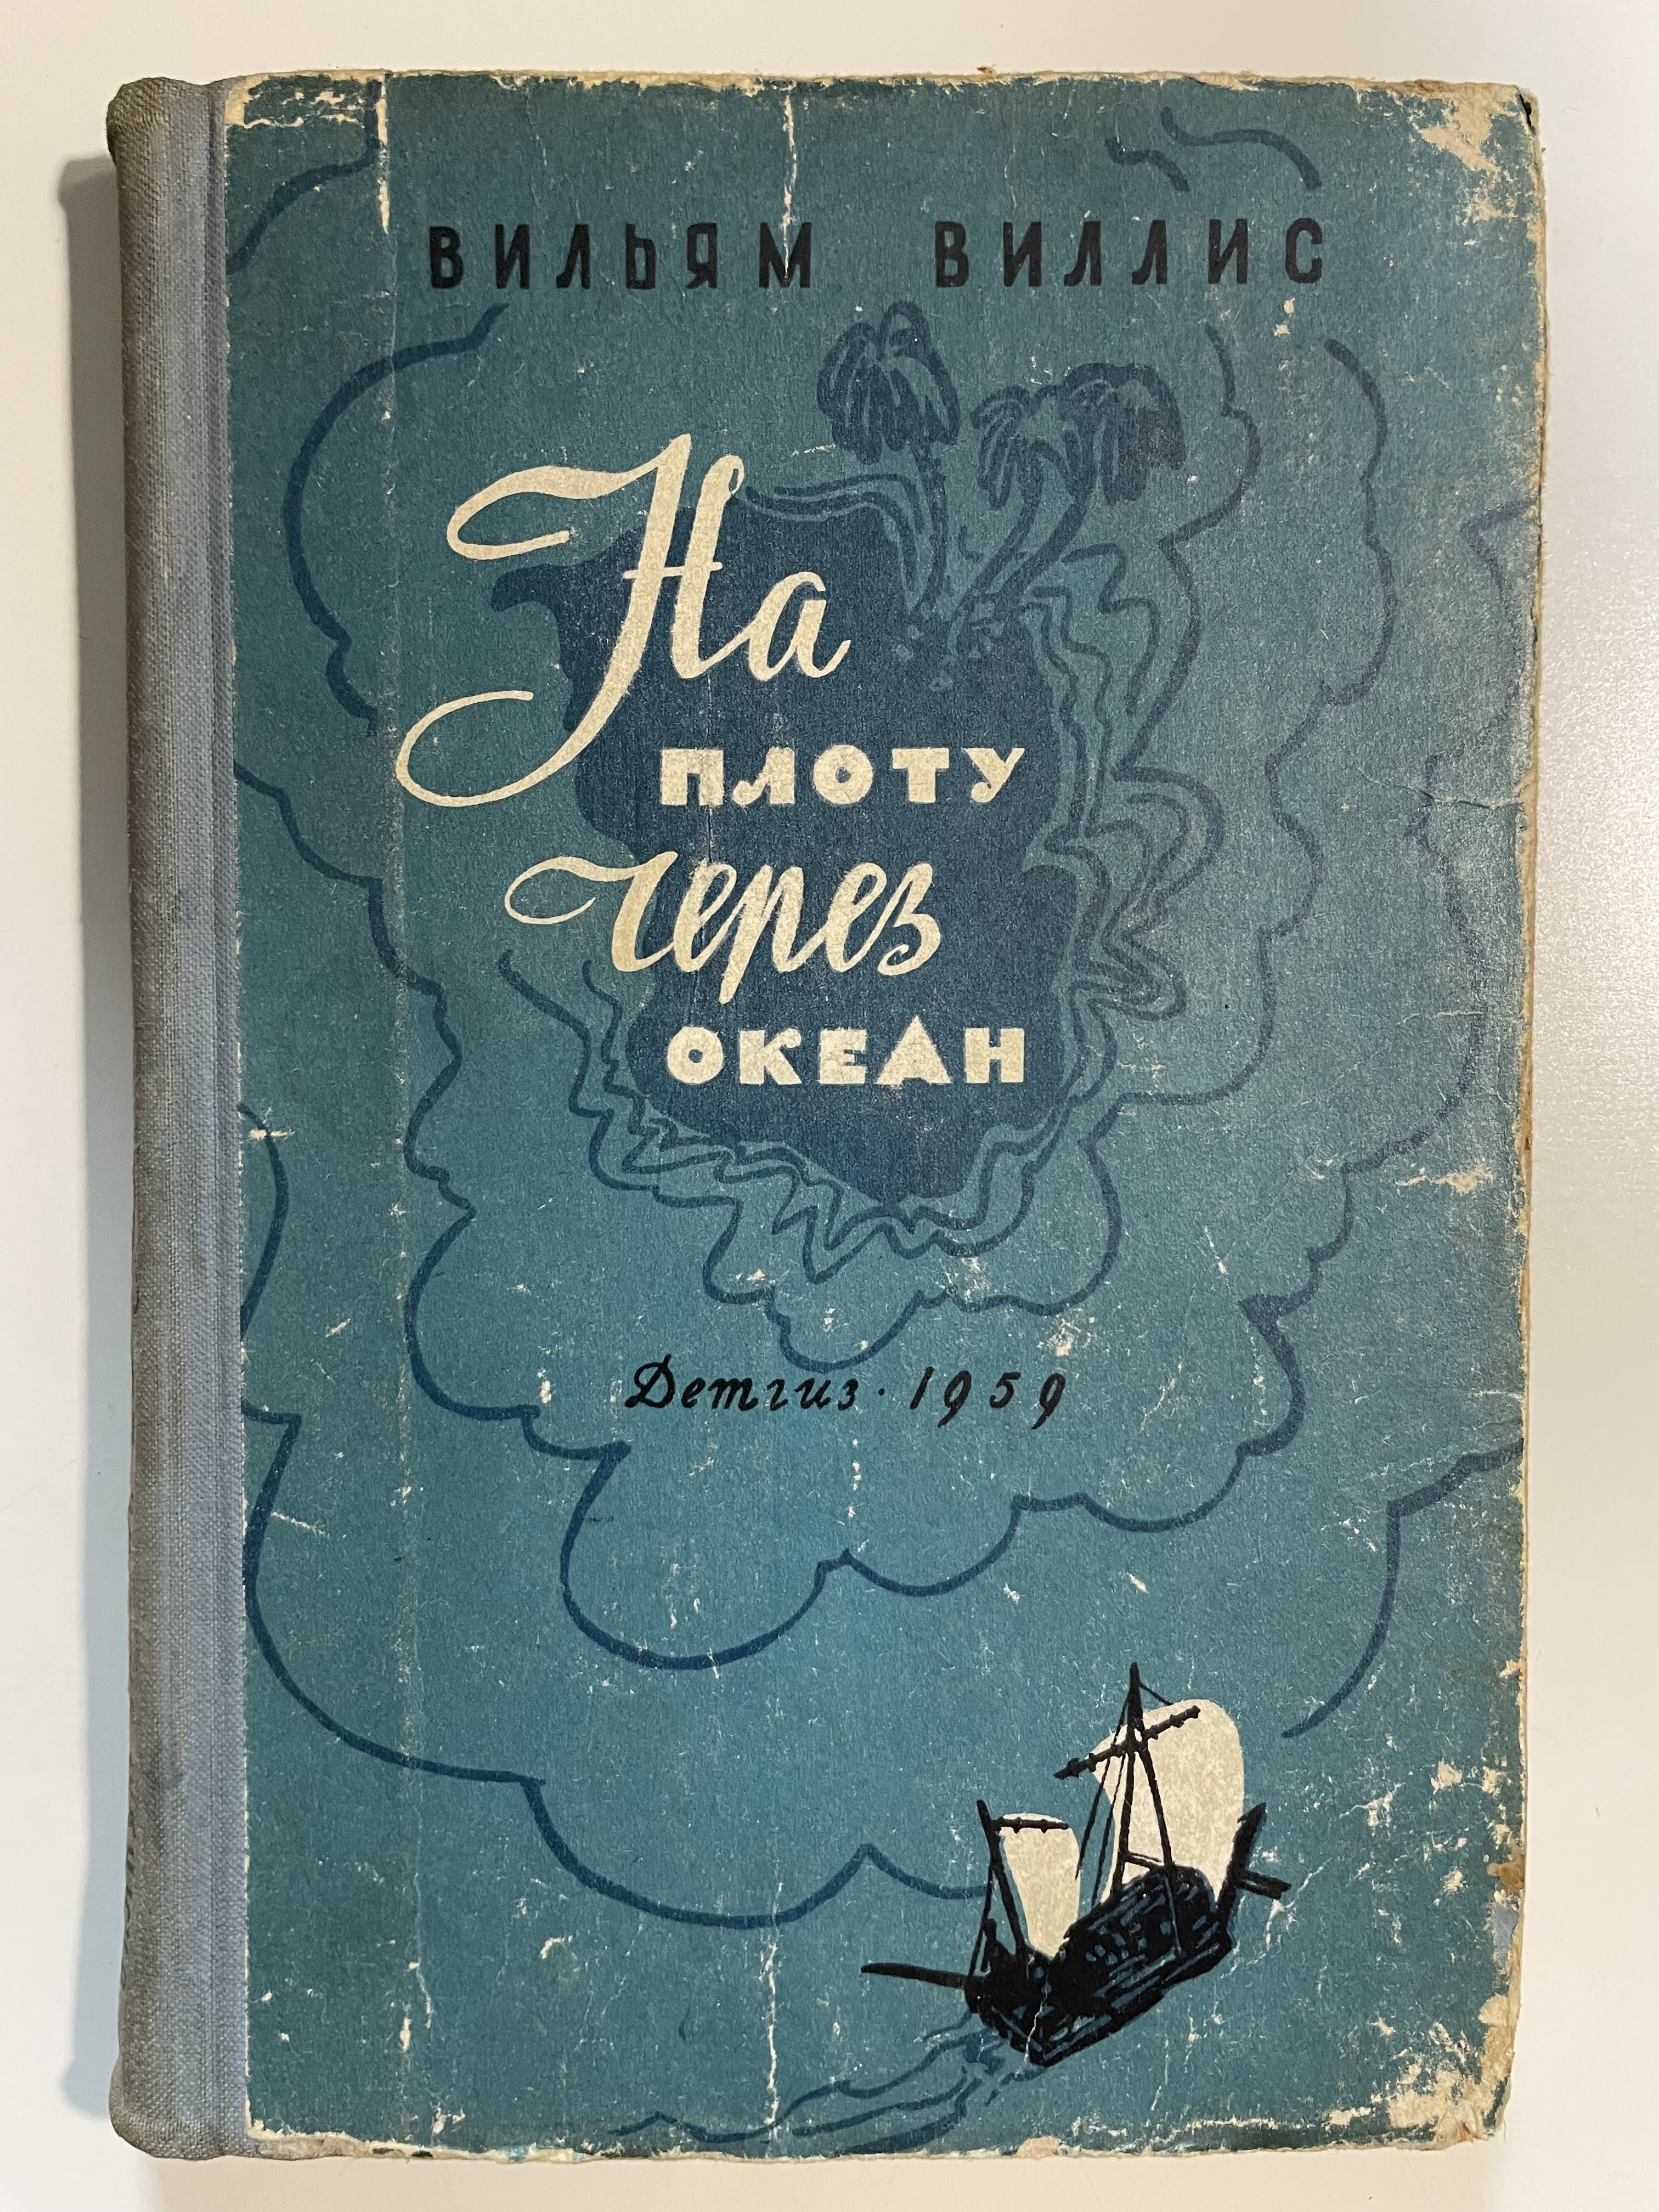 ВИЛЬЯМ ВИЛЛИС
На
ПЛОТУ
через
ОКЕАН
Детгиз · 1959